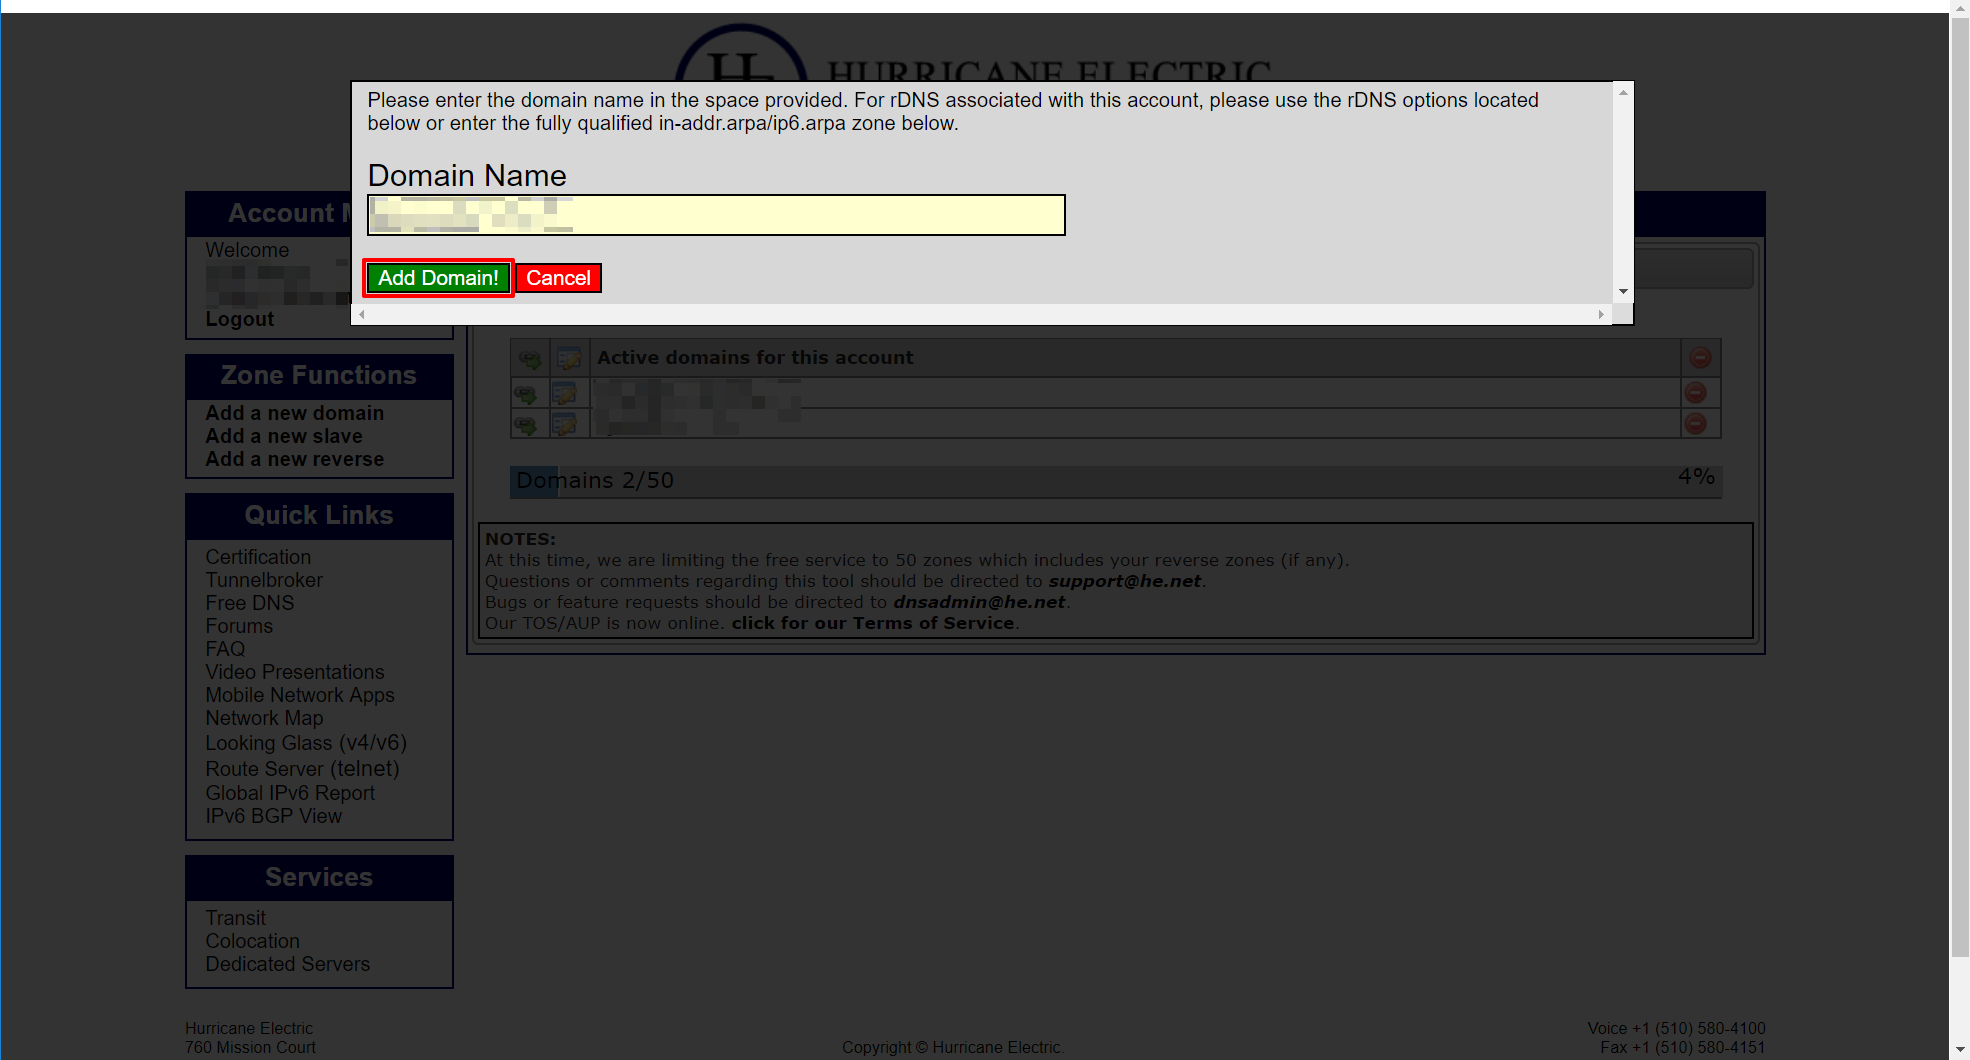 HURRICANE ELECTRIC
Please enter the domain name in the space provided. For rDNS associated with this account, please use the rDNS options located
below or enter the fully qualified in-addr.arpa/ip6.arpa zone below.
Domain Name
Add Domain! Cancel
Account
Welcome
Logout
Zone Functions
Add a new domain
Add a new slave
Add a new reverse
Quick Links
Certification
Tunnelbroker
Free DNS
Forums
FAQ
Video Presentations
Mobile Network Apps
Network Map
Looking Glass (v4/v6)
Route Server (telnet)
Global IPv6 Report
IPv6 BGP View
Services
Transit
Colocation
Dedicated Servers
Active domains for this account
Domains 2/50 4%
NOTES:
At this time, we are limiting the free service to 50 zones which includes your reverse zones (if any).
Questions or comments regarding this tool should be directed to support@he.net.
Bugs or feature requests should be directed to dnsadmin@he.net.
Our TOS/AUP is now online. click for our Terms of Service.
Hurricane Electric
760 Mission Court
Copyright © Hurricane Electric.
Voice +1 (510) 580-4100
Fax +1 (510) 580-4151